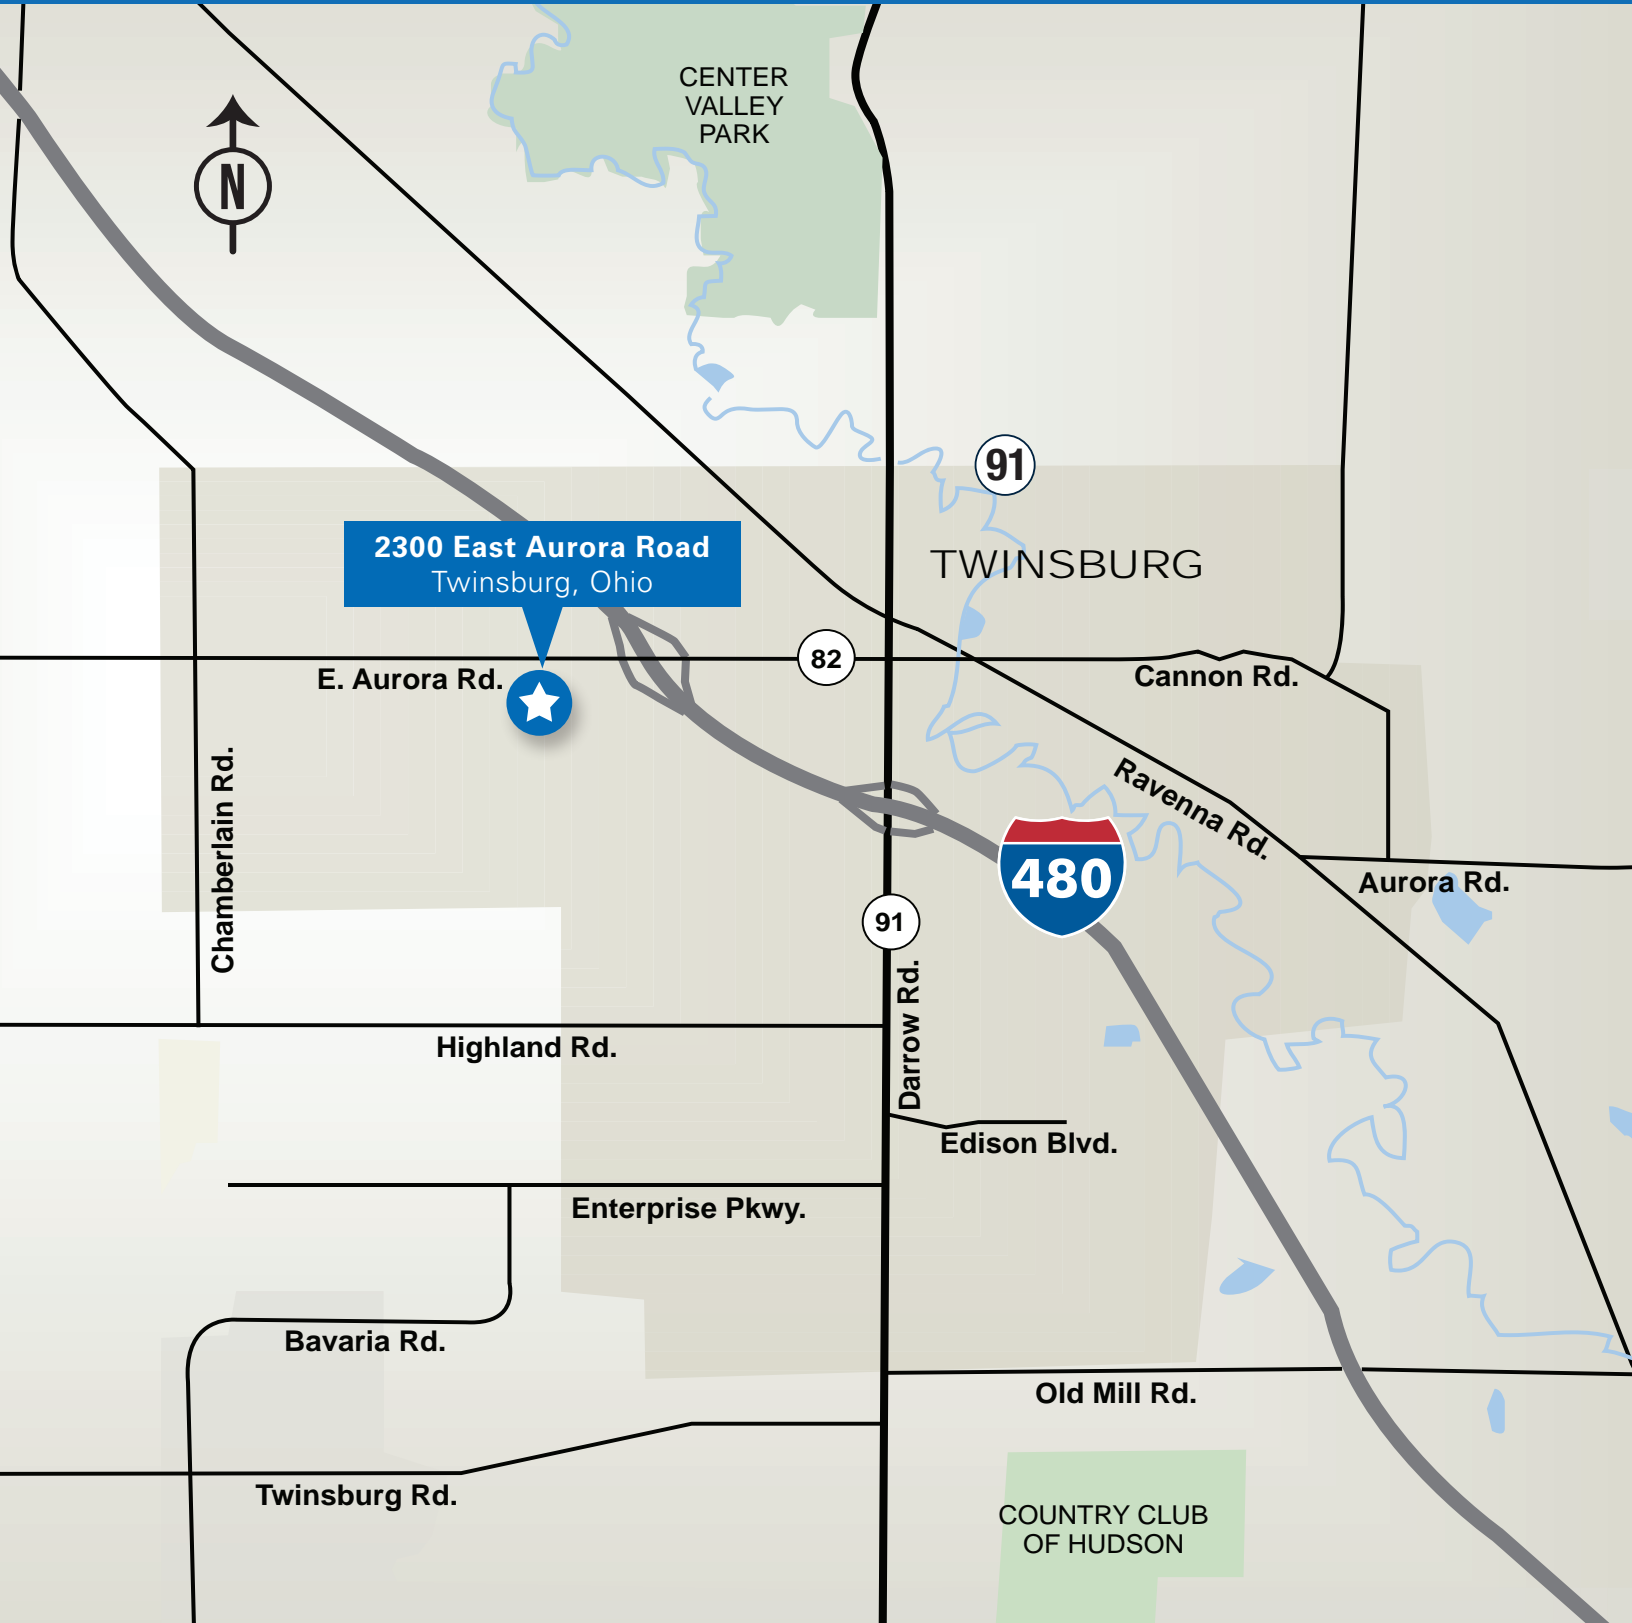 CENTER
VALLEY
PARK
N
91
2300 East Aurora Road
Twinsburg, Ohio
TWINSBURG
82
E. Aurora Rd.
Cannon Rd.
Chamberlain Rd.
Ravenna Rd.
480
Aurora Rd.
91
Darrow Rd.
Highland Rd.
Edison Blvd.
Enterprise Pkwy.
Bavaria Rd.
Old Mill Rd.
Twinsburg Rd.
COUNTRY CLUB
OF HUDSON